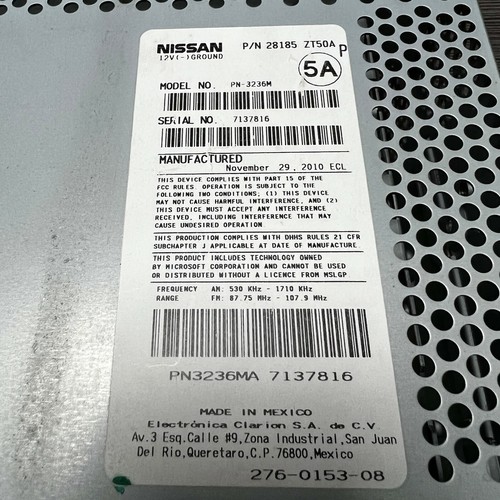 NISSAN P/N 28185 ZT50A P
12V(-)GROUND
5A
MODEL NO. PN-3236M
SERIAL NO. 7137816
MANUFACTURED
November 29, 2010 ECL
THIS DEVICE COMPLIES WITH PART 15 OF THE
FCC RULES OPERATION IS SUBJECT TO THE
FOLLOWING TWO CONDITIONS; (1) THIS DEVICE
MAY NOT CAUSE HARMFUL INTERFERENCE, AND (2)
THIS DEVICE MUST ACCEPT ANY INTERFERENCE
RECEIVED, INCLUDING INTERFERENCE THAT MAY
CAUSE UNDESIRED OPERATION
THIS PRODUCTION COMPLIES WITH DHHS RULES 21 CFR
SUBCHAPTER J APPLICABLE AT DATE OF MANUFACTURE
THIS PRODUCT INCLUDES TECHNOLOGY OWNED
BY MICROSOFT CORPORATION AND CANNOT BE USED
OR DISTRIBUTED WITHOUT A LICENCE FROM MSLGP
FREQUENCY AM: 530 KHz - 1710 KHz
RANGE FM: 87.75 MHz - 107.9 MHz
PN3236MA 7137816
MADE IN MEXICO
Electrónica Clarion S.A. de C.V.
Av.3 Esq.Calle #9,Zona Industrial,San Juan
Del Rio,Queretaro,C.P.76800,Mexico
276-0153-08